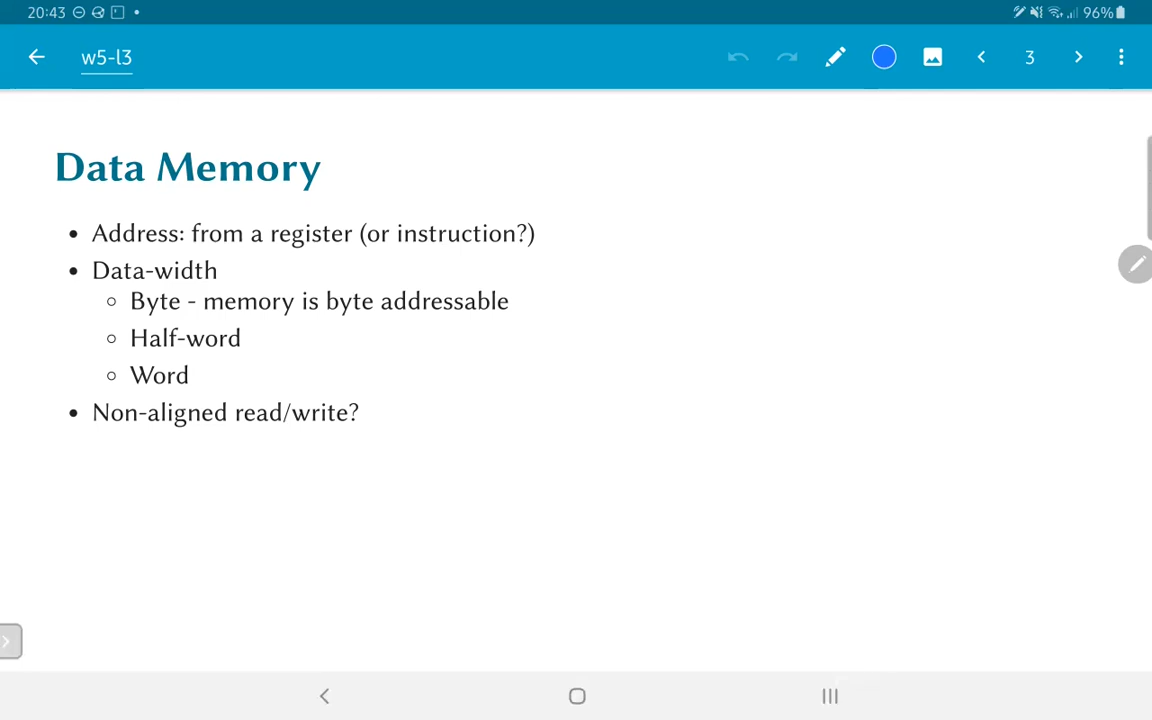 20:43 96%
w5-l3 3
Data Memory
• Address: from a register (or instruction?)
• Data-width
○ Byte - memory is byte addressable
○ Half-word
○ Word
• Non-aligned read/write?